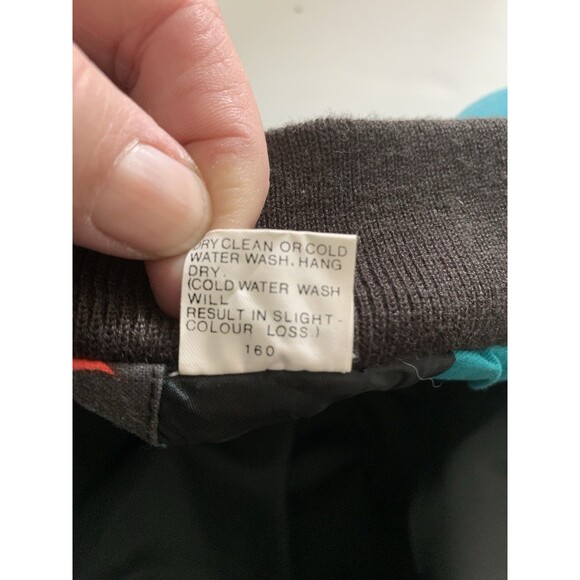 DRY CLEAN OR COLD
WATER WASH. HANG
DRY.
(COLD WATER WASH
WILL
RESULT IN SLIGHT-
COLOUR LOSS.)
160